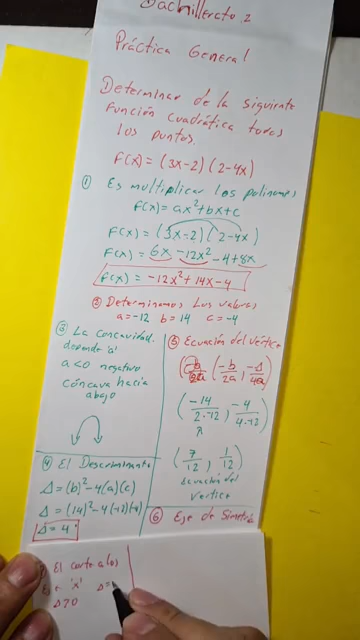 Bachillerato 2
Práctica General
Determinar de la siguiente
función cuadrática todos
los puntos.
F(x) = (3x-2)(2-4x)
① Es multiplicar los polinomios
F(x) = ax²+bx+c
F(x) = (3x-2)(2-4x)
F(x) = 6x -12x² -4+8x
F(x) = -12x²+14x-4
② Determinamos los valores
a=-12 b=14 c=-4
③ La concavidad.
depende 'a'
a<0 negativo
cóncava hacia
abajo
④ El Descriminante
Δ = (b)²-4(a)(c)
Δ = (14)²-4(-12)(-4)
Δ = 4
⑤ Ecuación del vértice
(-b/2a, -Δ/4a)
(-14/2·-12, -4/4·-12)
(7/12, 1/12)
Ecuación del
vértice
⑥ Eje de Simetrí
El corte a los
'x' Δ=
Δ>0